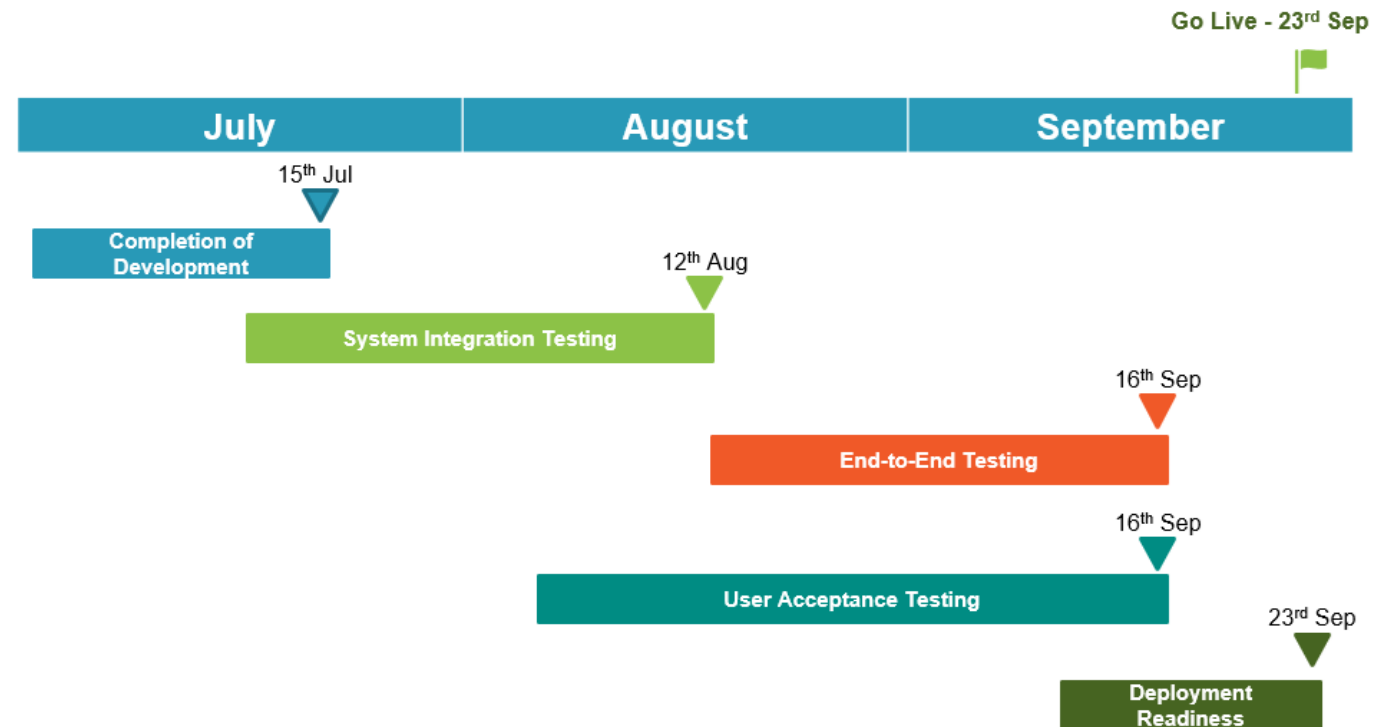 Go Live - 23rd Sep
July August September
15th Jul
Completion of
Development
12th Aug
System Integration Testing
16th Sep
End-to-End Testing
16th Sep
User Acceptance Testing
23rd Sep
Deployment
Readiness